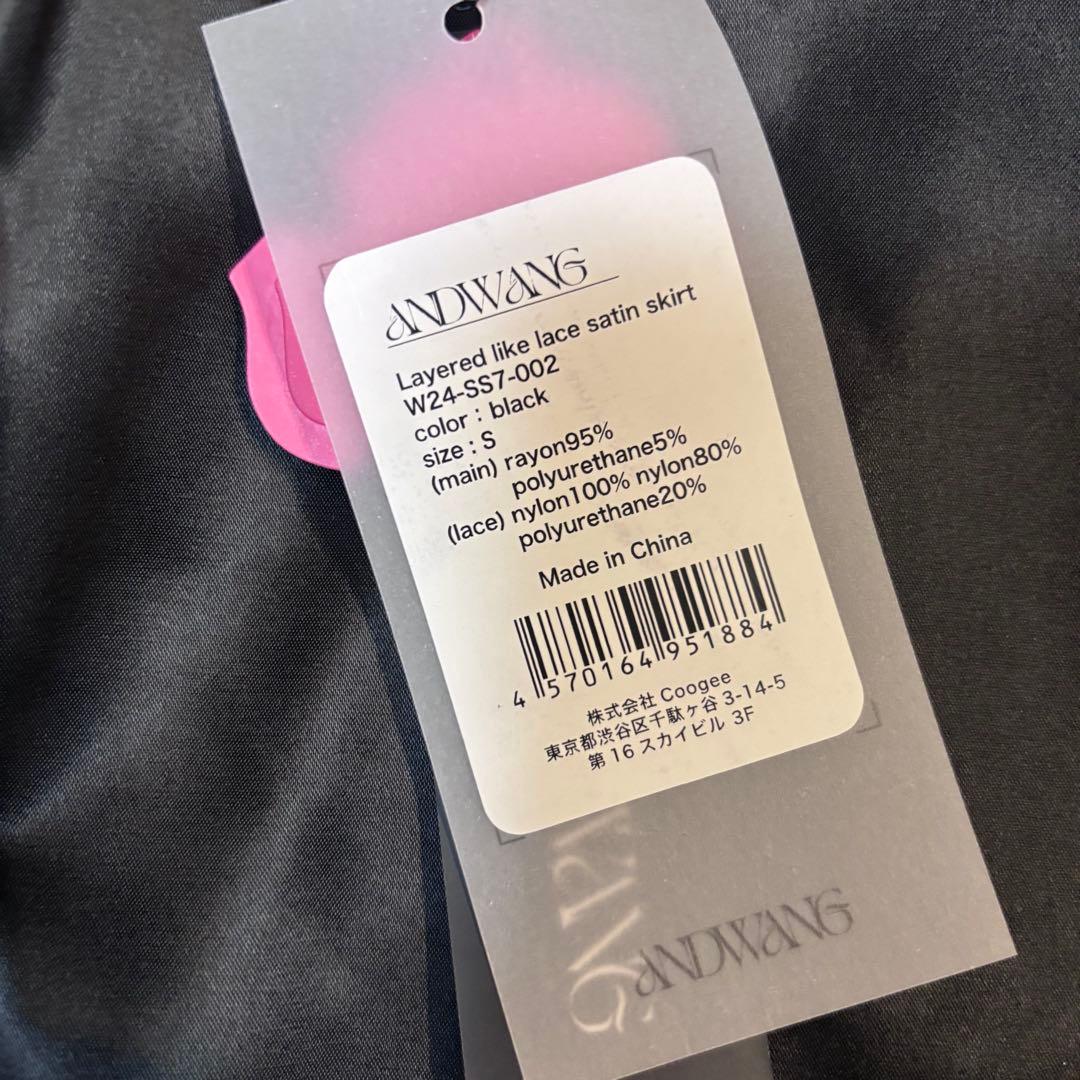 ANDWANG
Layered like lace satin skirt
W24-SS7-002
color : black
size : S
(main) rayon95%
polyurethane5%
(lace) nylon100% nylon80%
polyurethane20%
Made in China
4 570164 951884
株式会社 Coogee
東京都渋谷区千駄ヶ谷 3-14-5
第 16 スカイビル 3F
ANDWANG